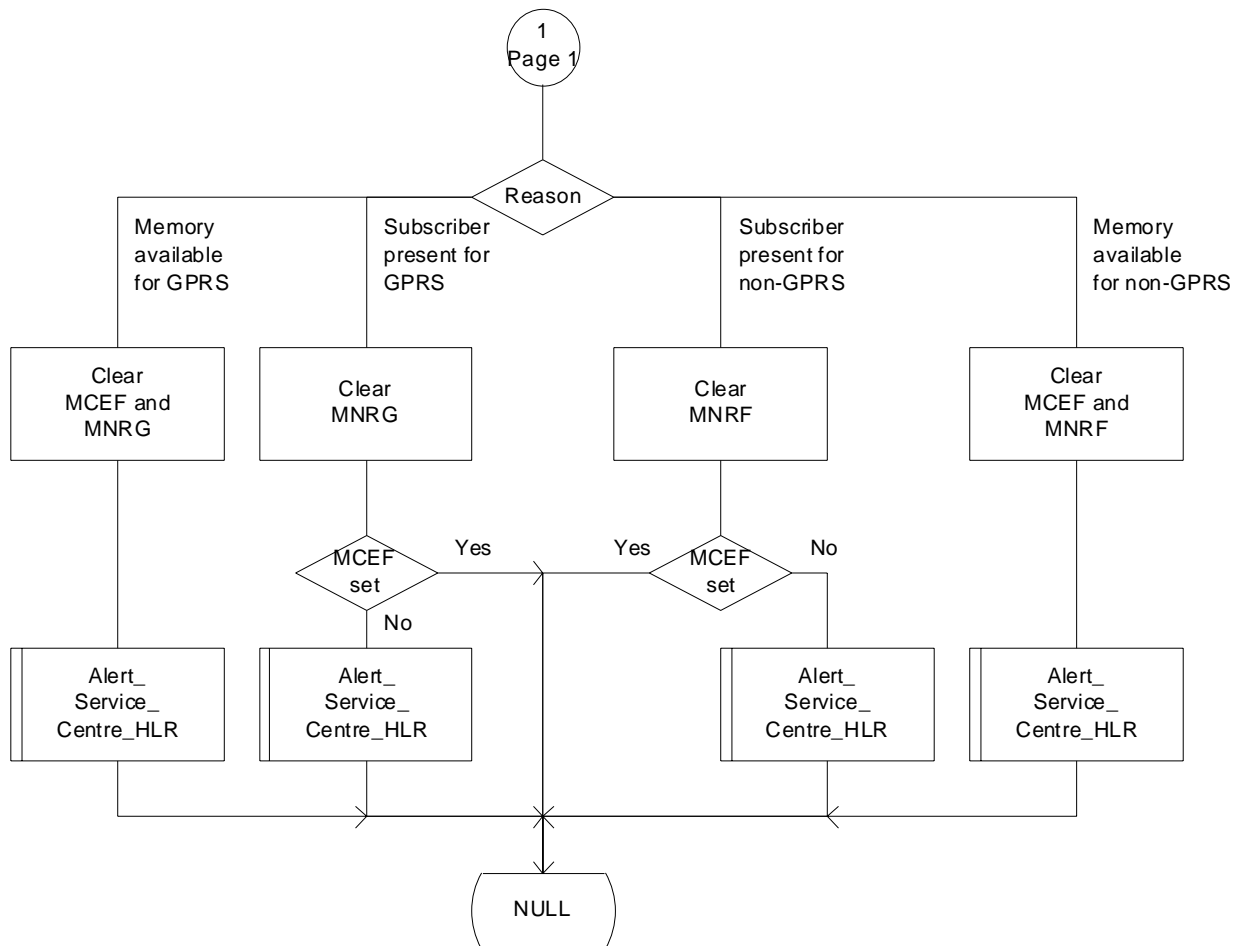 1
Page 1
Reason
Memory
available
for GPRS
Subscriber
present for
GPRS
Subscriber
present for
non-GPRS
Memory
available
for non-GPRS
Clear
MCEF and
MNRG
Clear
MNRG
Clear
MNRF
Clear
MCEF and
MNRF
MCEF
set
Yes
No
Yes
MCEF
set
No
Alert_
Service_
Centre_HLR
Alert_
Service_
Centre_HLR
Alert_
Service_
Centre_HLR
Alert_
Service_
Centre_HLR
NULL